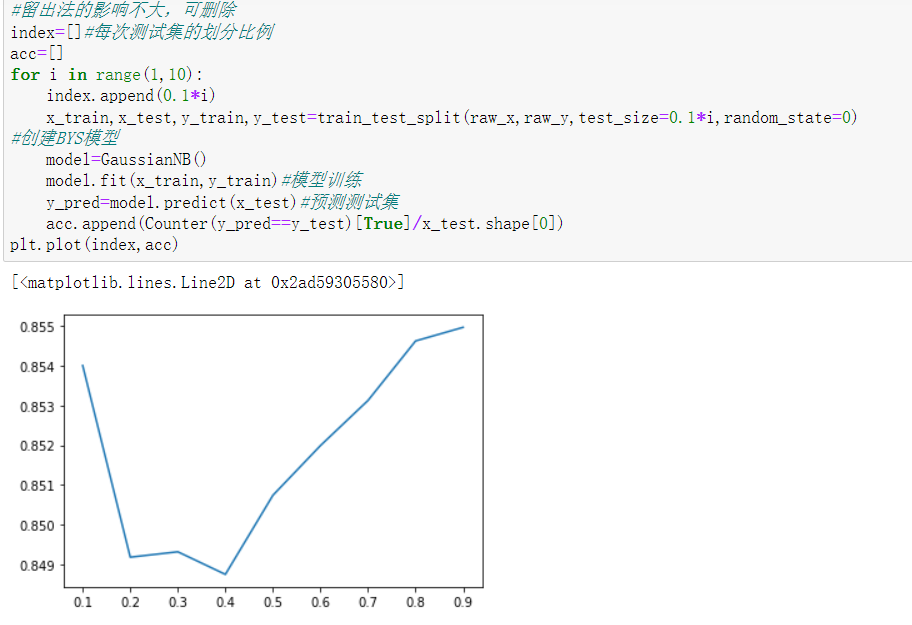 #留出法的影响不大，可删除
index=[]#每次测试集的划分比例
acc=[]
for i in range(1,10):
    index.append(0.1*i)
    x_train,x_test,y_train,y_test=train_test_split(raw_x,raw_y,test_size=0.1*i,random_state=0)
#创建BYS模型
    model=GaussianNB()
    model.fit(x_train,y_train)#模型训练
    y_pred=model.predict(x_test)#预测测试集
    acc.append(Counter(y_pred==y_test)[True]/x_test.shape[0])
plt.plot(index,acc)
[<matplotlib.lines.Line2D at 0x2ad59305580>]
0.855
0.854
0.853
0.852
0.851
0.850
0.849
0.1 0.2 0.3 0.4 0.5 0.6 0.7 0.8 0.9